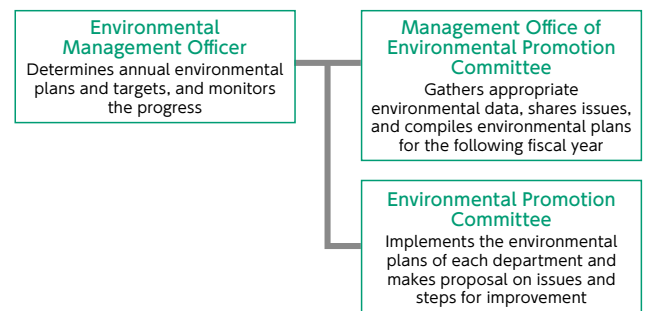 Environmental
Management Officer
Determines annual environmental
plans and targets, and monitors
the progress
Management Office of
Environmental Promotion
Committee
Gathers appropriate
environmental data, shares issues,
and compiles environmental plans
for the following fiscal year
Environmental Promotion
Committee
Implements the environmental
plans of each department and
makes proposal on issues and
steps for improvement